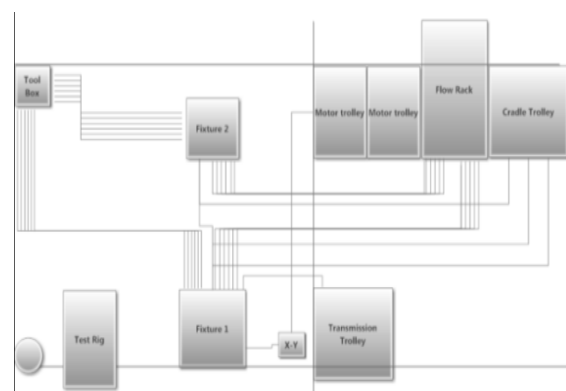 Tool
Box
Fixture 2
Motor trolley
Motor trolley
Flow Rack
Cradle Trolley
Test Rig
Fixture 1
X-Y
Transmission
Trolley